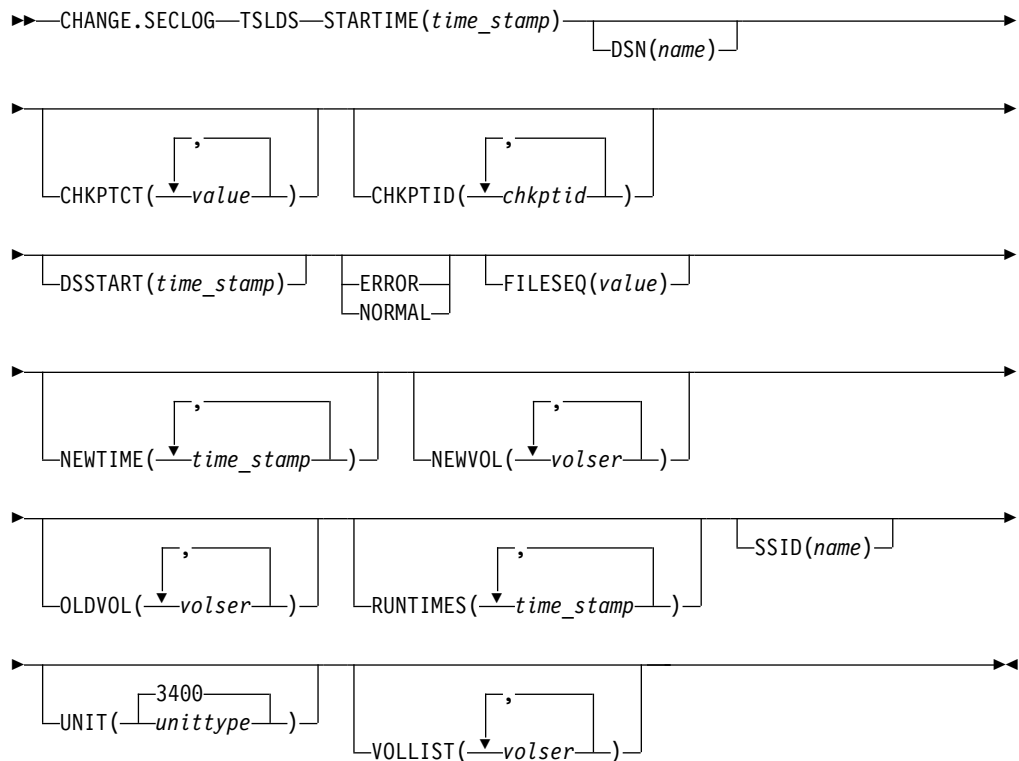 CHANGE.SECLOG TSLDS STARTIME(time_stamp)
DSN(name)
, ,
CHKPTCT( value ) CHKPTID( chkptid )
DSSTART(time_stamp) ERROR FILESEQ(value)
NORMAL
, ,
NEWTIME( time_stamp ) NEWVOL( volser )
, , SSID(name)
OLDVOL( volser ) RUNTIMES( time_stamp )
3400 ,
UNIT( unittype )
VOLLIST( volser )